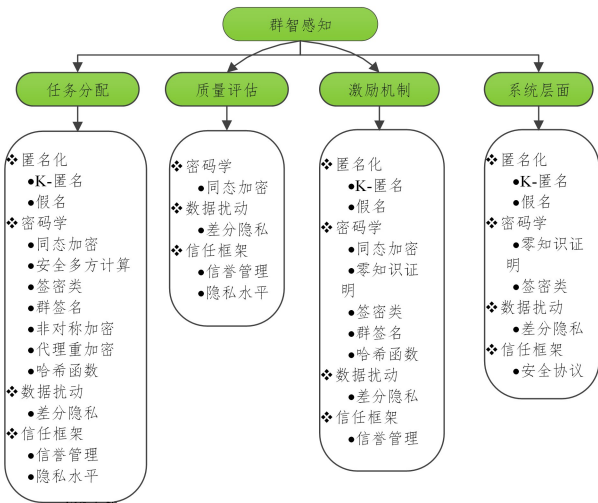 群智感知
任务分配
质量评估
激励机制
系统层面
❖匿名化
●K-匿名
●假名
❖密码学
●同态加密
●安全多方计算
●签密类
●群签名
●非对称加密
●代理重加密
●哈希函数
❖数据扰动
●差分隐私
❖信任框架
●信誉管理
●隐私水平
❖密码学
●同态加密
❖数据扰动
●差分隐私
❖信任框架
●信誉管理
●隐私水平
❖匿名化
●K-匿名
●假名
❖密码学
●同态加密
●零知识证
明
●签密类
●群签名
●哈希函数
❖数据扰动
●差分隐私
❖信任框架
●信誉管理
❖匿名化
●K-匿名
●假名
❖密码学
●零知识证
明
●签密类
❖数据扰动
●差分隐私
❖信任框架
●安全协议